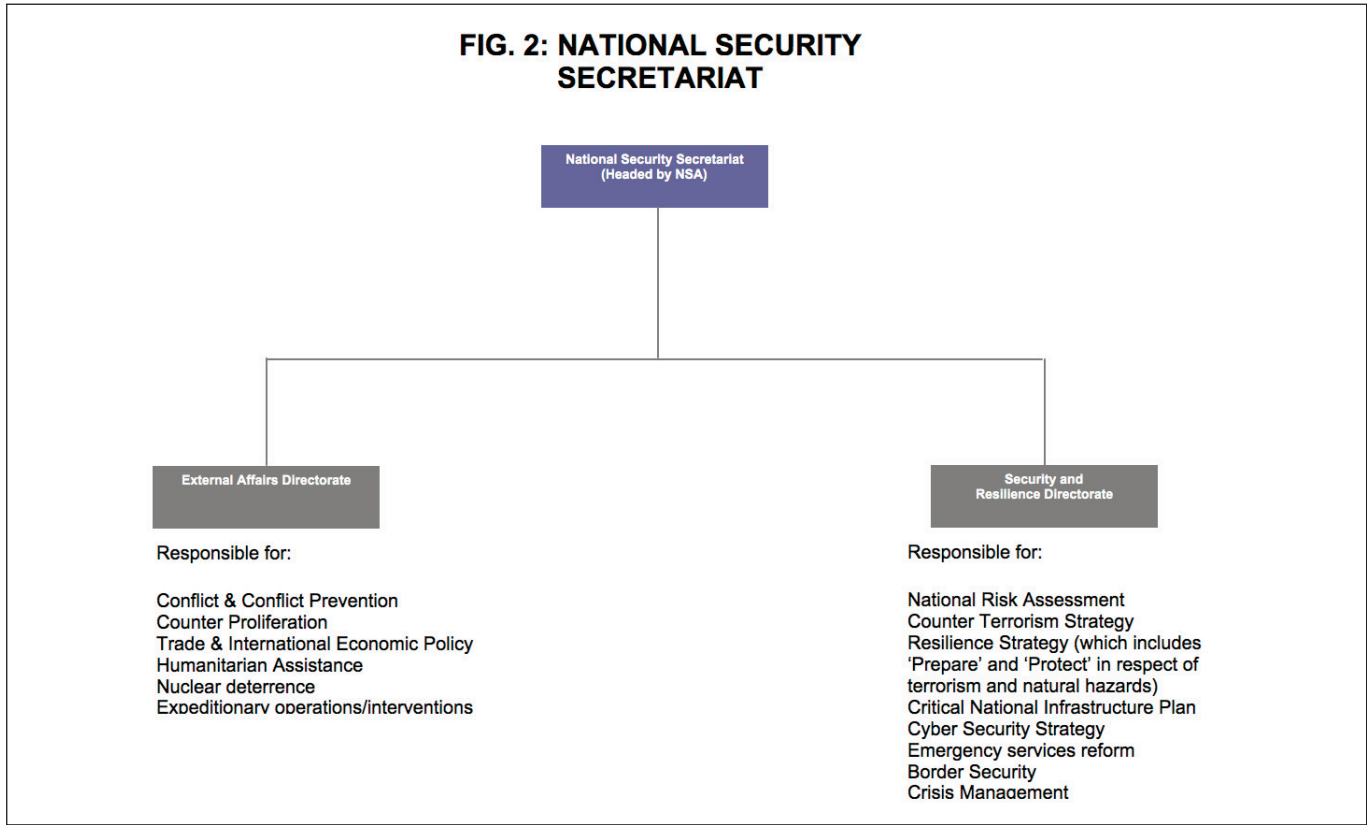 FIG. 2: NATIONAL SECURITY
SECRETARIAT
National Security Secretariat
(Headed by NSA)
External Affairs Directorate
Responsible for:
Conflict & Conflict Prevention
Counter Proliferation
Trade & International Economic Policy
Humanitarian Assistance
Nuclear deterrence
Expeditionary operations/interventions
Security and
Resilience Directorate
Responsible for:
National Risk Assessment
Counter Terrorism Strategy
Resilience Strategy (which includes
‘Prepare’ and ‘Protect’ in respect of
terrorism and natural hazards)
Critical National Infrastructure Plan
Cyber Security Strategy
Emergency services reform
Border Security
Crisis Management